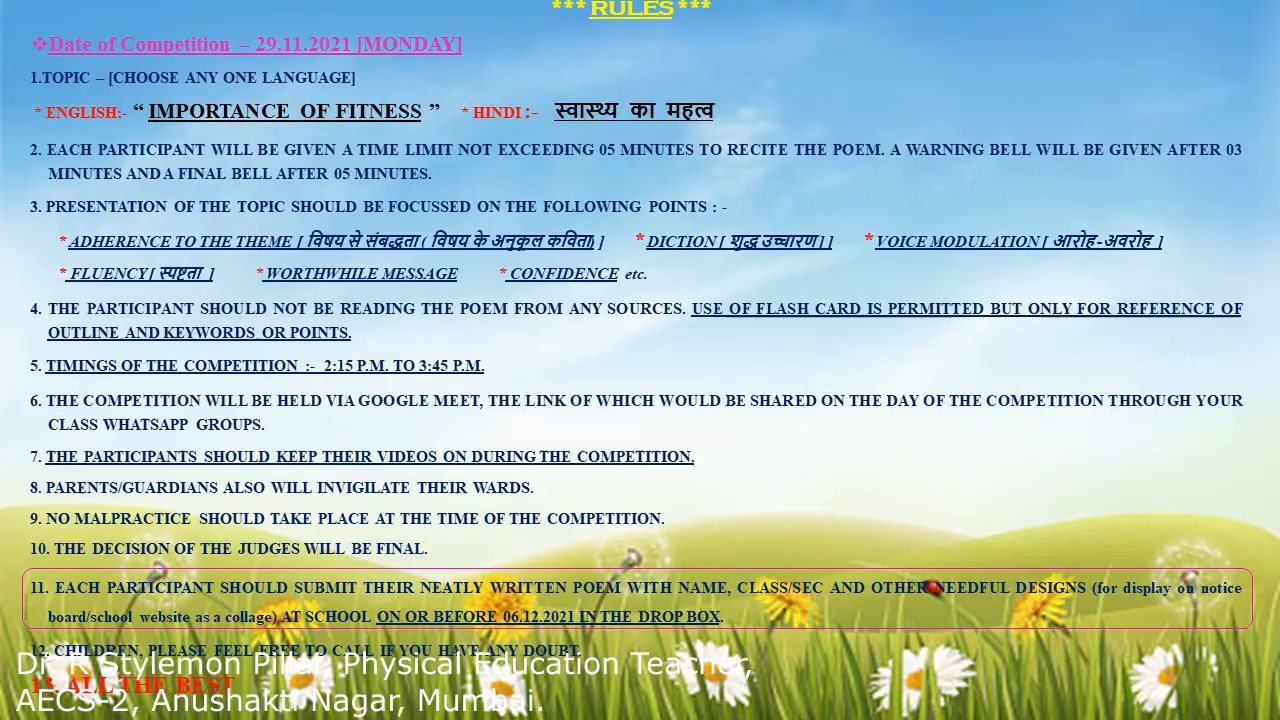 *** RULES ***
❖Date of Competition – 29.11.2021 [MONDAY]
1.TOPIC – [CHOOSE ANY ONE LANGUAGE]
* ENGLISH:- “ IMPORTANCE OF FITNESS ” * HINDI :- स्वास्थ्य का महत्व
2. EACH PARTICIPANT WILL BE GIVEN A TIME LIMIT NOT EXCEEDING 05 MINUTES TO RECITE THE POEM. A WARNING BELL WILL BE GIVEN AFTER 03
MINUTES AND A FINAL BELL AFTER 05 MINUTES.
3. PRESENTATION OF THE TOPIC SHOULD BE FOCUSSED ON THE FOLLOWING POINTS : -
* ADHERENCE TO THE THEME [ विषय से संबद्धता ( विषय के अनुकूल कविता) ] * DICTION [ शुद्ध उच्चारण ] ] * VOICE MODULATION [ आरोह-अवरोह ]
* FLUENCY [ स्पष्टता ] * WORTHWHILE MESSAGE * CONFIDENCE etc.
4. THE PARTICIPANT SHOULD NOT BE READING THE POEM FROM ANY SOURCES. USE OF FLASH CARD IS PERMITTED BUT ONLY FOR REFERENCE OF
OUTLINE AND KEYWORDS OR POINTS.
5. TIMINGS OF THE COMPETITION :- 2:15 P.M. TO 3:45 P.M.
6. THE COMPETITION WILL BE HELD VIA GOOGLE MEET, THE LINK OF WHICH WOULD BE SHARED ON THE DAY OF THE COMPETITION THROUGH YOUR
CLASS WHATSAPP GROUPS.
7. THE PARTICIPANTS SHOULD KEEP THEIR VIDEOS ON DURING THE COMPETITION.
8. PARENTS/GUARDIANS ALSO WILL INVIGILATE THEIR WARDS.
9. NO MALPRACTICE SHOULD TAKE PLACE AT THE TIME OF THE COMPETITION.
10. THE DECISION OF THE JUDGES WILL BE FINAL.
11. EACH PARTICIPANT SHOULD SUBMIT THEIR NEATLY WRITTEN POEM WITH NAME, CLASS/SEC AND OTHER NEEDFUL DESIGNS (for display on notice
board/school website as a collage) AT SCHOOL ON OR BEFORE 06.12.2021 IN THE DROP BOX.
12. CHILDREN, PLEASE FEEL FREE TO CALL IF YOU HAVE ANY DOUBT.
Dr. R Stylemon Pillar, Physical Education Teacher,
13. ALL THE BEST
AECS-2, Anushakti Nagar, Mumbai.